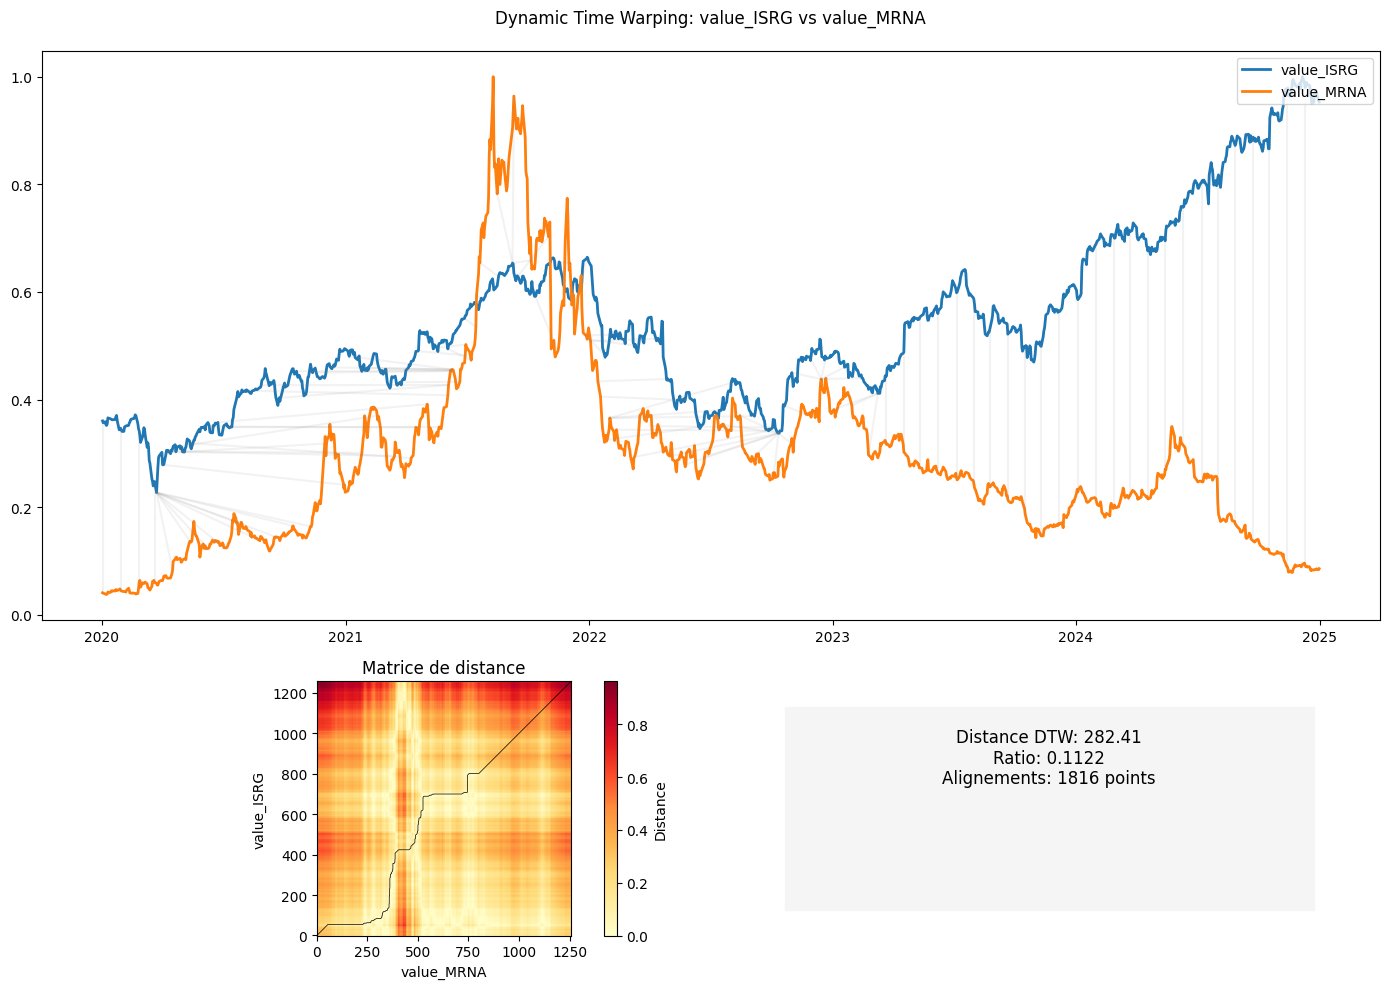 Dynamic Time Warping: value_ISRG vs value_MRNA
1.0
0.8
0.6
0.4
0.2
0.0
value_ISRG
value_MRNA
2020 2021 2022 2023 2024 2025
Matrice de distance
1200
1000
800
600
400
200
0
value_ISRG
0 250 500 750 1000 1250
value_MRNA
0.8
0.6
0.4
0.2
0.0
Distance
Distance DTW: 282.41
Ratio: 0.1122
Alignements: 1816 points